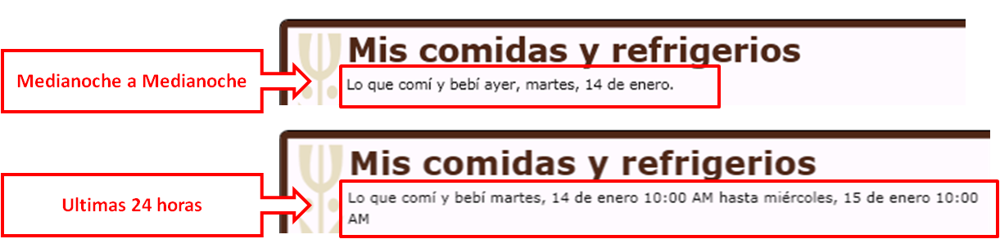 Mis comidas y refrigerios
Medianoche a Medianoche
Lo que comí y bebí ayer, martes, 14 de enero.
Mis comidas y refrigerios
Ultimas 24 horas
Lo que comí y bebí martes, 14 de enero 10:00 AM hasta miércoles, 15 de enero 10:00
AM